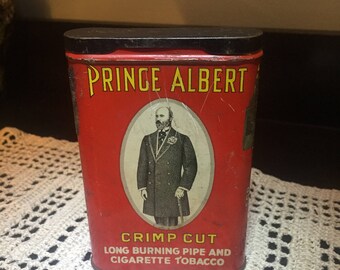 PRINCE ALBERT
CRIMP CUT
LONG BURNING PIPE AND
CIGARETTE TOBACCO